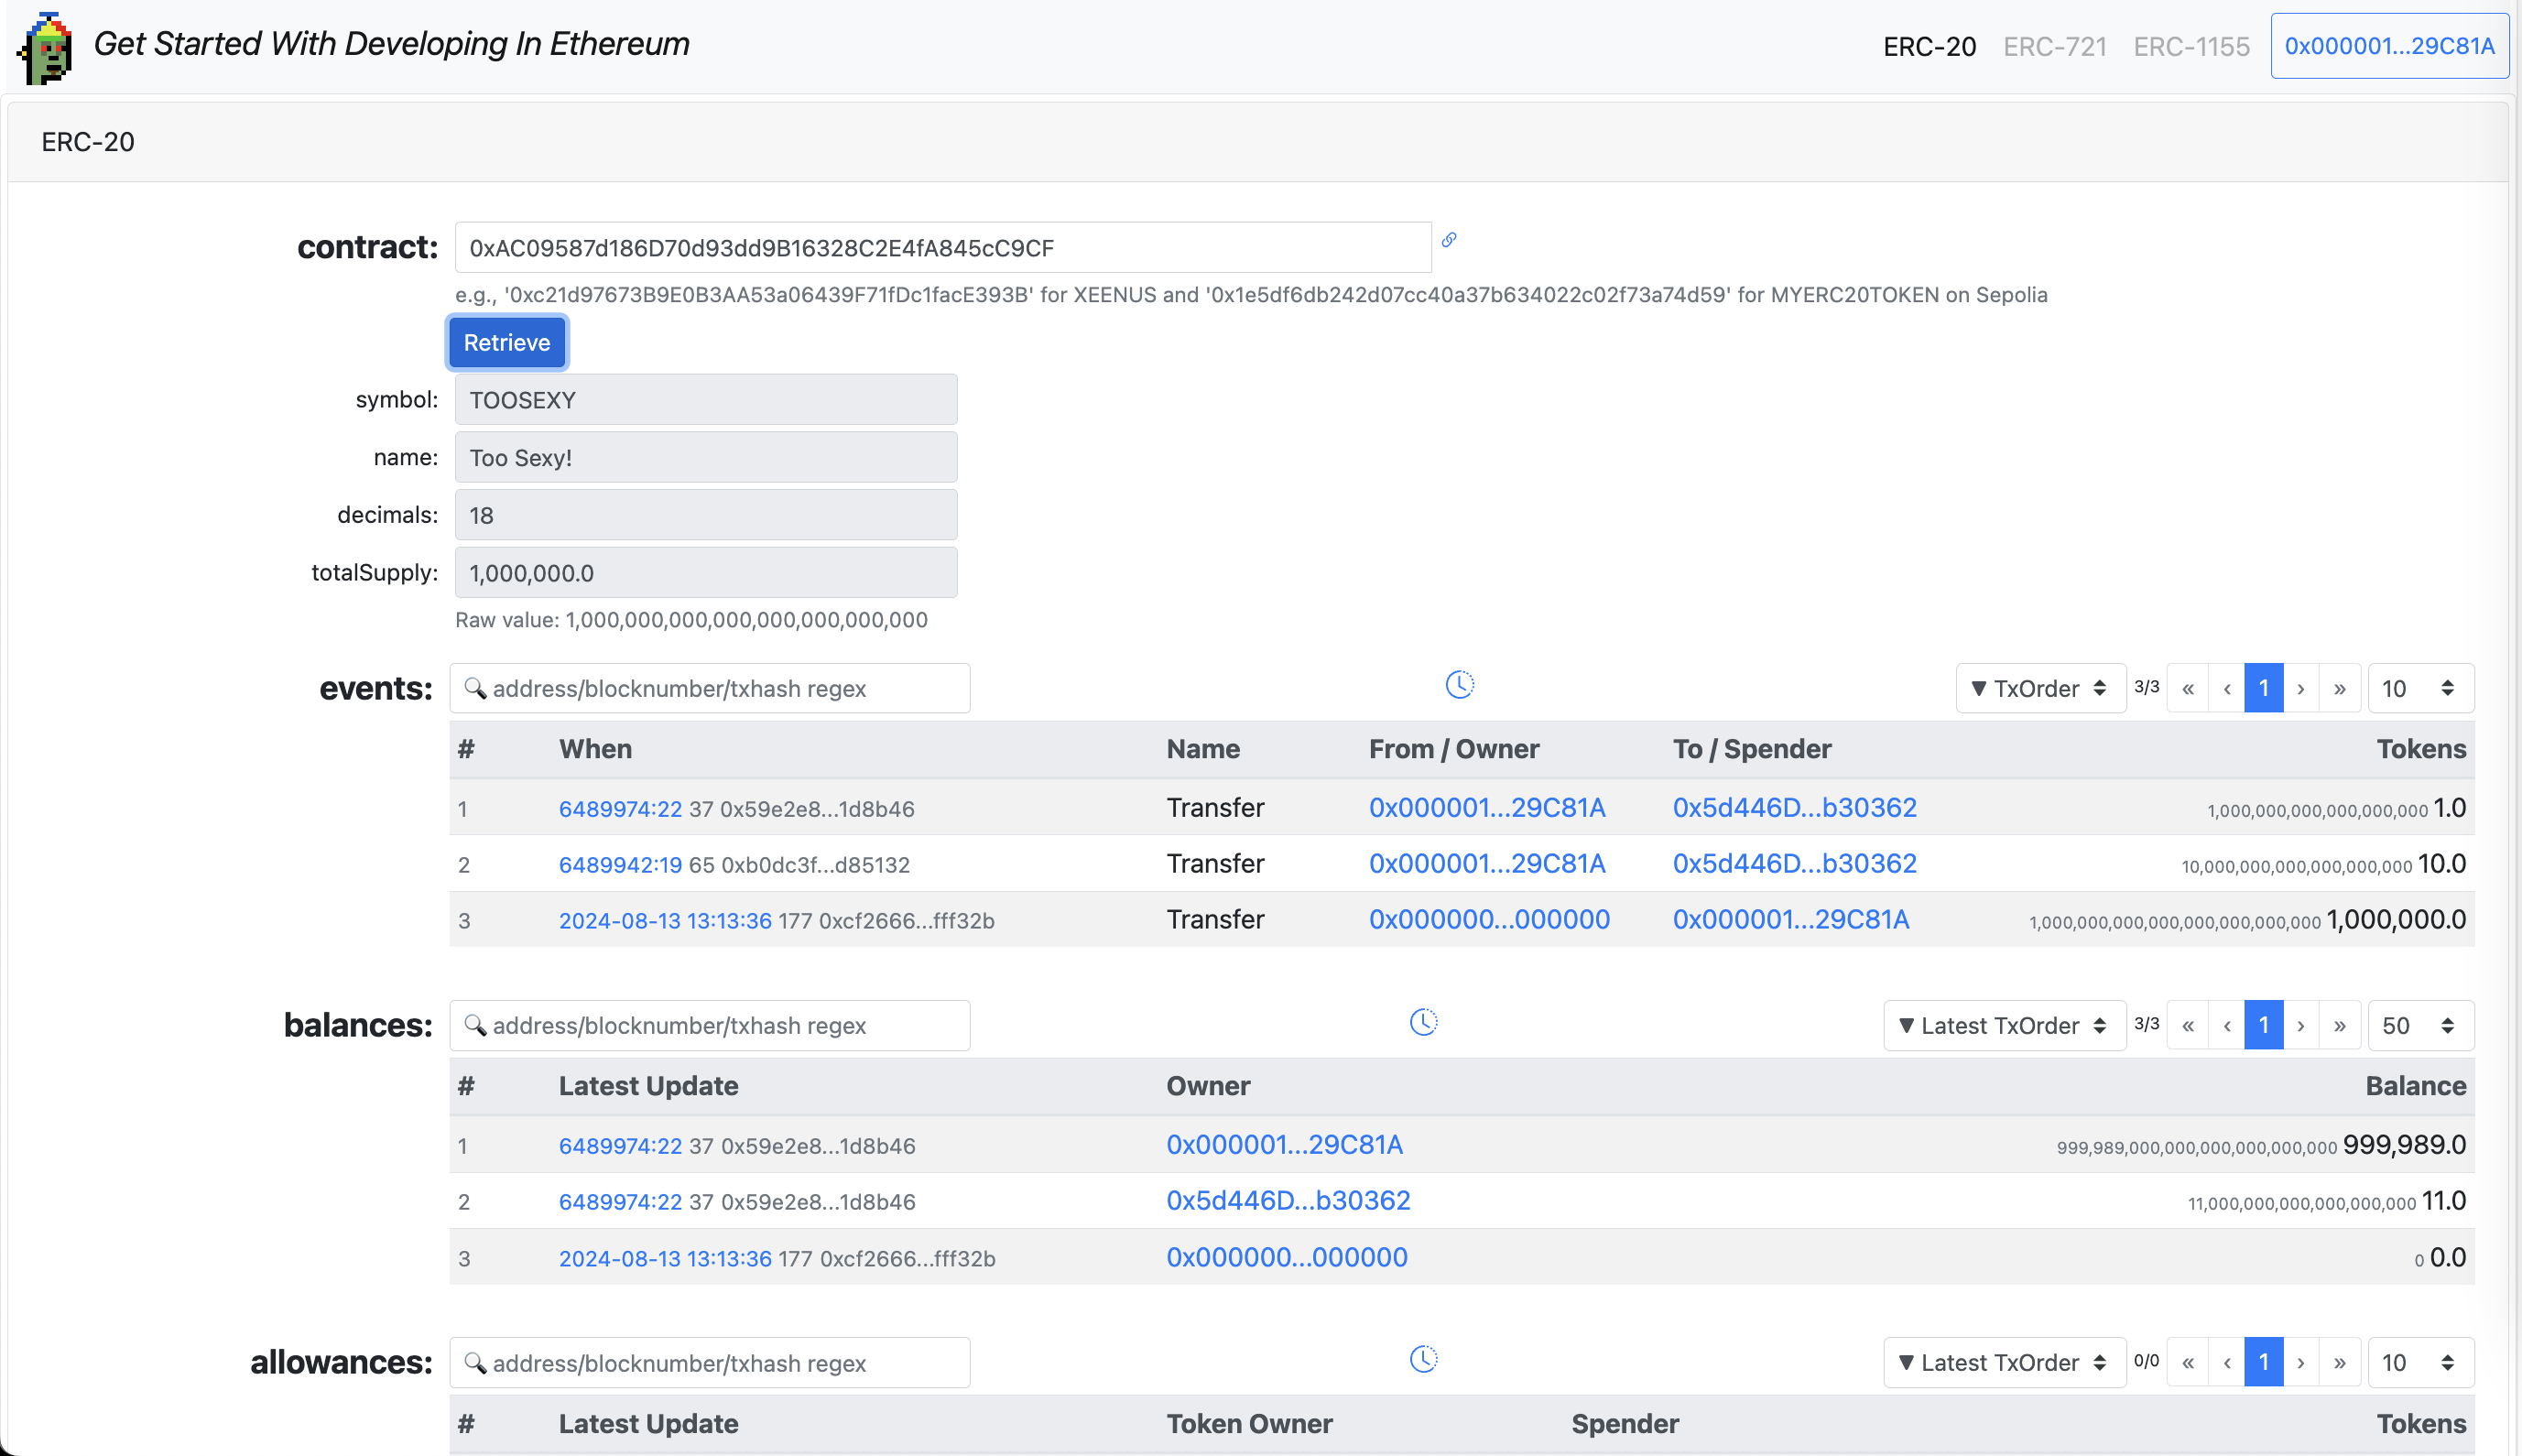 Get Started With Developing In Ethereum
ERC-20 ERC-721 ERC-1155 0x000001...29C81A
ERC-20
contract: 0xAC09587d186D70d93dd9B16328C2E4fA845cC9CF
e.g., '0xc21d97673B9E0B3AA53a06439F71fDc1facE393B' for XEENUS and '0x1e5df6db242d07cc40a37b634022c02f73a74d59' for MYERC20TOKEN on Sepolia
Retrieve
symbol: TOOSEXY
name: Too Sexy!
decimals: 18
totalSupply: 1,000,000.0
Raw value: 1,000,000,000,000,000,000,000,000
events: 🔍 address/blocknumber/txhash regex ▼ TxOrder 3/3 « ‹ 1 › » 10
# When Name From / Owner To / Spender Tokens
1 6489974:22 37 0x59e2e8...1d8b46 Transfer 0x000001...29C81A 0x5d446D...b30362 1,000,000,000,000,000,000 1.0
2 6489942:19 65 0xb0dc3f...d85132 Transfer 0x000001...29C81A 0x5d446D...b30362 10,000,000,000,000,000,000 10.0
3 2024-08-13 13:13:36 177 0xcf2666...fff32b Transfer 0x000000...000000 0x000001...29C81A 1,000,000,000,000,000,000,000,000 1,000,000.0
balances: 🔍 address/blocknumber/txhash regex ▼ Latest TxOrder 3/3 « ‹ 1 › » 50
# Latest Update Owner Balance
1 6489974:22 37 0x59e2e8...1d8b46 0x000001...29C81A 999,989,000,000,000,000,000,000 999,989.0
2 6489974:22 37 0x59e2e8...1d8b46 0x5d446D...b30362 11,000,000,000,000,000,000 11.0
3 2024-08-13 13:13:36 177 0xcf2666...fff32b 0x000000...000000 0 0.0
allowances: 🔍 address/blocknumber/txhash regex ▼ Latest TxOrder 0/0 « ‹ 1 › » 10
# Latest Update Token Owner Spender Tokens